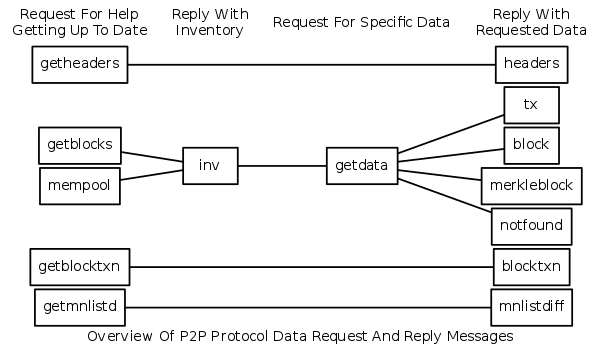 Request For Help
Getting Up To Date
Reply With
Inventory
Request For Specific Data
Reply With
Requested Data
getheaders
headers
tx
getblocks
block
inv
getdata
mempool
merkleblock
notfound
getblocktxn
blocktxn
getmnlistd
mnlistdiff
Overview Of P2P Protocol Data Request And Reply Messages